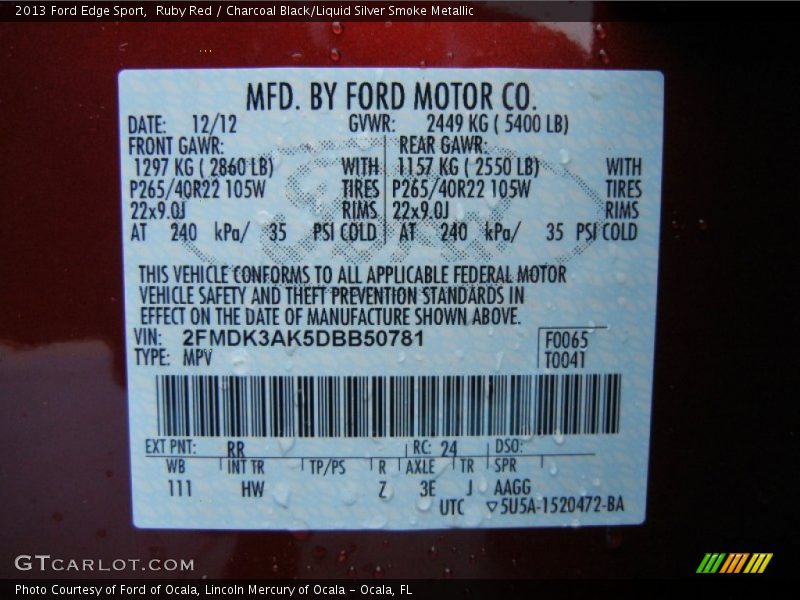 2013 Ford Edge Sport,  Ruby Red / Charcoal Black/Liquid Silver Smoke Metallic
MFD. BY FORD MOTOR CO.
DATE: 12/12 GVWR: 2449 KG ( 5400 LB)
FRONT GAWR: REAR GAWR:
1297 KG ( 2860 LB) WITH 1157 KG ( 2550 LB) WITH
P265/40R22 105W TIRES P265/40R22 105W TIRES
22x9.0J RIMS 22x9.0J RIMS
AT 240 kPa/ 35 PSI COLD AT 240 kPa/ 35 PSI COLD
THIS VEHICLE CONFORMS TO ALL APPLICABLE FEDERAL MOTOR
VEHICLE SAFETY AND THEFT PREVENTION STANDARDS IN
EFFECT ON THE DATE OF MANUFACTURE SHOWN ABOVE.
VIN: 2FMDK3AK5DBB50781 F0065
TYPE: MPV T0041
EXT PNT: RR RC: 24 DSO:
WB INT TR TP/PS R AXLE TR SPR
111 HW Z 3E J AAGG
UTC ▽5U5A-1520472-BA
GTCARLOT.COM
Photo Courtesy of Ford of Ocala, Lincoln Mercury of Ocala – Ocala, FL